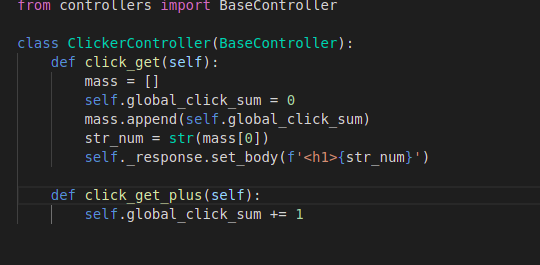 from controllers import BaseController
class ClickerController(BaseController):
    def click_get(self):
        mass = []
        self.global_click_sum = 0
        mass.append(self.global_click_sum)
        str_num = str(mass[0])
        self._response.set_body(f'<h1>{str_num}')
    def click_get_plus(self):
        self.global_click_sum += 1